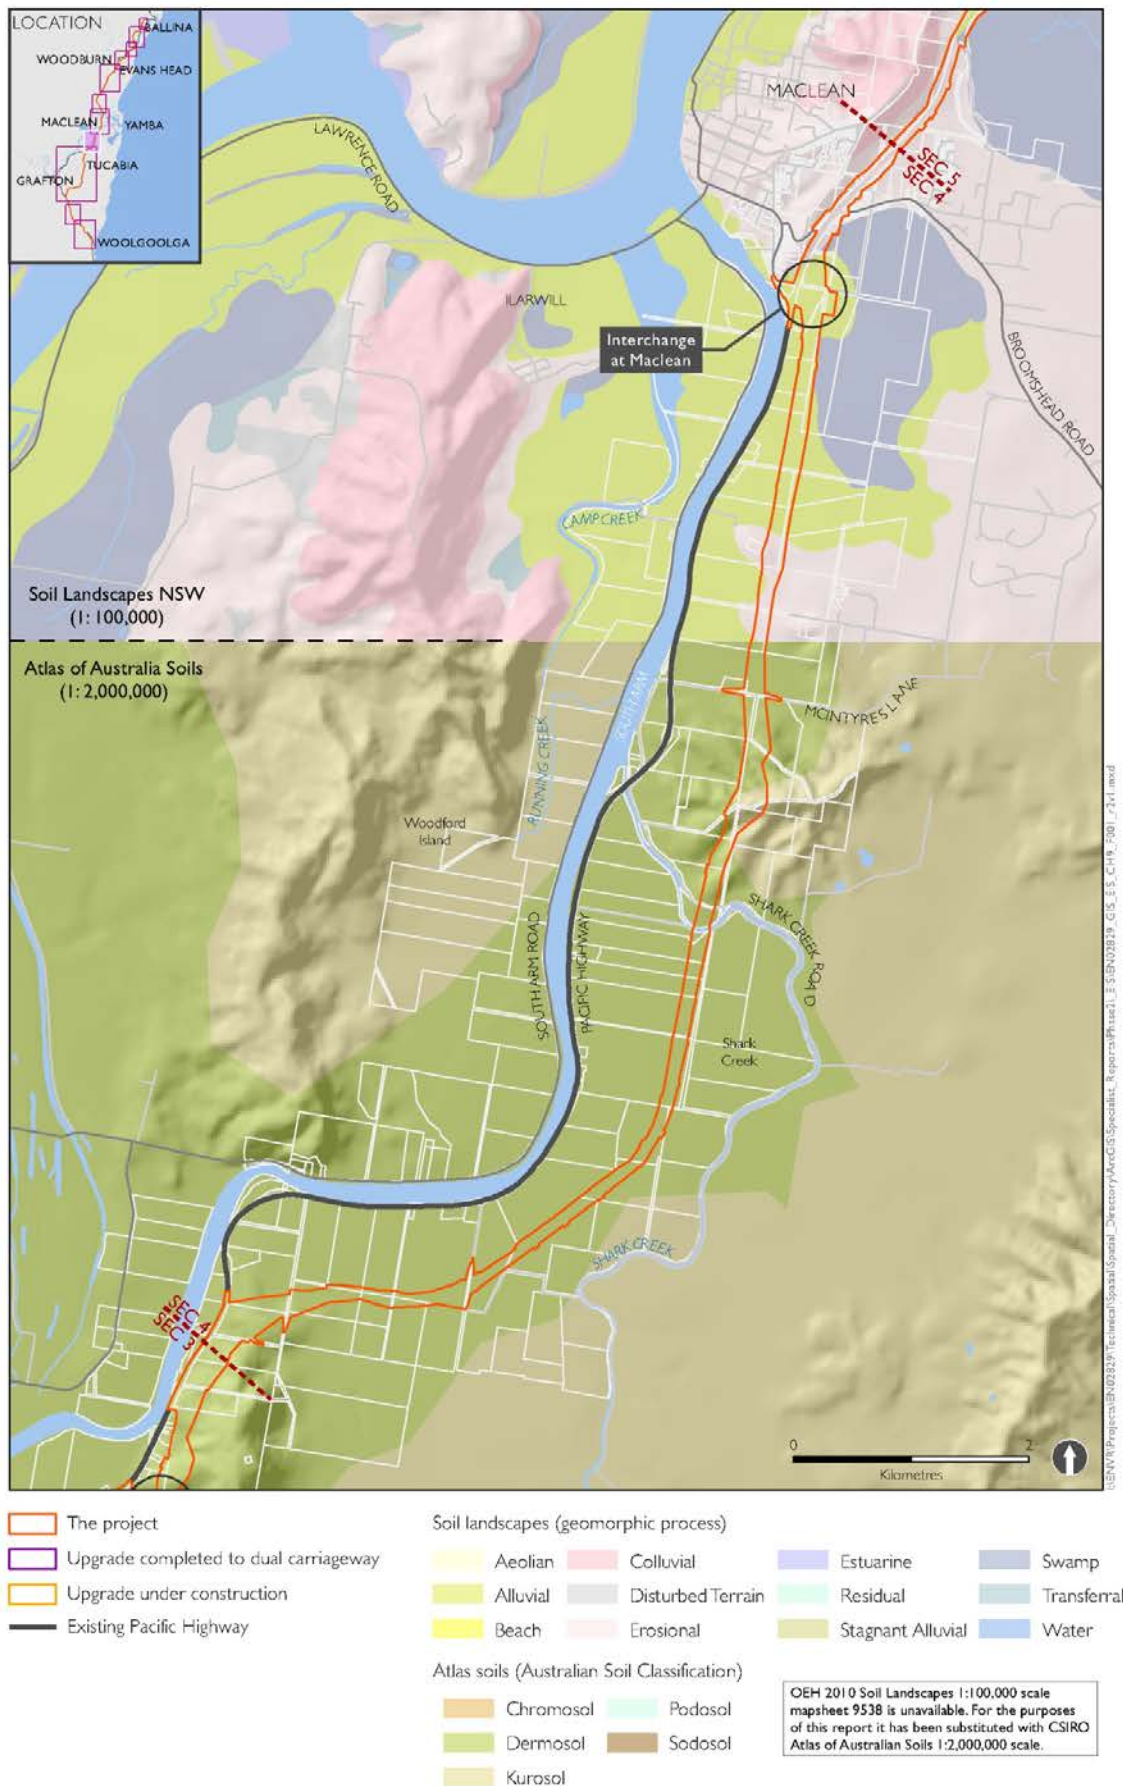 LOCATION
BALLINA
WOODBURN
EVANS HEAD
MACLEAN
YAMBA
TUCABIA
GRAFTON
WOOLGOOLGA
LAWRENCE ROAD
MACLEAN
SEC 5
SEC 4
ILARWILL
Interchange
at Maclean
BROOMSHEAD ROAD
CAMP CREEK
Soil Landscapes NSW
(1: 100,000)
Atlas of Australia Soils
(1: 2,000,000)
SOUTH ARM
MCINTYRES LANE
RUNNING CREEK
Woodford
Island
SHARK CREEK ROAD
SOUTH ARM ROAD
PACIFIC HIGHWAY
Shark
Creek
SHARK CREEK
SEC 4
SEC 3
0 2
Kilometres
The project
Upgrade completed to dual carriageway
Upgrade under construction
Existing Pacific Highway
Soil landscapes (geomorphic process)
Aeolian
Colluvial
Estuarine
Swamp
Alluvial
Disturbed Terrain
Residual
Transferral
Beach
Erosional
Stagnant Alluvial
Water
Atlas soils (Australian Soil Classification)
Chromosol
Podosol
Dermosol
Sodosol
Kurosol
OEH 2010 Soil Landscapes 1:100,000 scale
mapsheet 9538 is unavailable. For the purposes
of this report it has been substituted with CSIRO
Atlas of Australian Soils 1:2,000,000 scale.